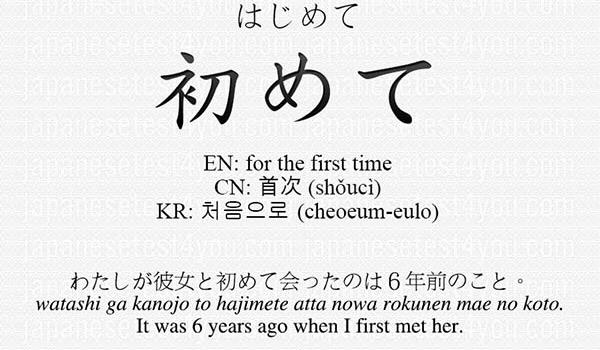 はじめて
初めて
EN: for the first time
CN: 首次 (shǒucì)
KR: 처음으로 (cheoeum-eulo)
わたしが彼女と初めて会ったのは６年前のこと。
watashi ga kanojo to hajimete atta nowa rokunen mae no koto.
It was 6 years ago when I first met her.
japanesetest4you.com